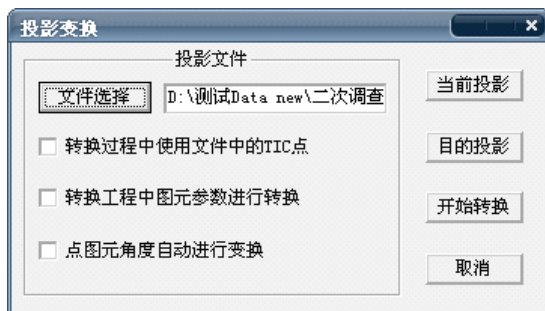 投影变换
投影文件
文件选择 D:\测试Data new\二次调查
转换过程中使用文件中的TIC点
转换工程中图元参数进行转换
点图元角度自动进行变换
当前投影
目的投影
开始转换
取消